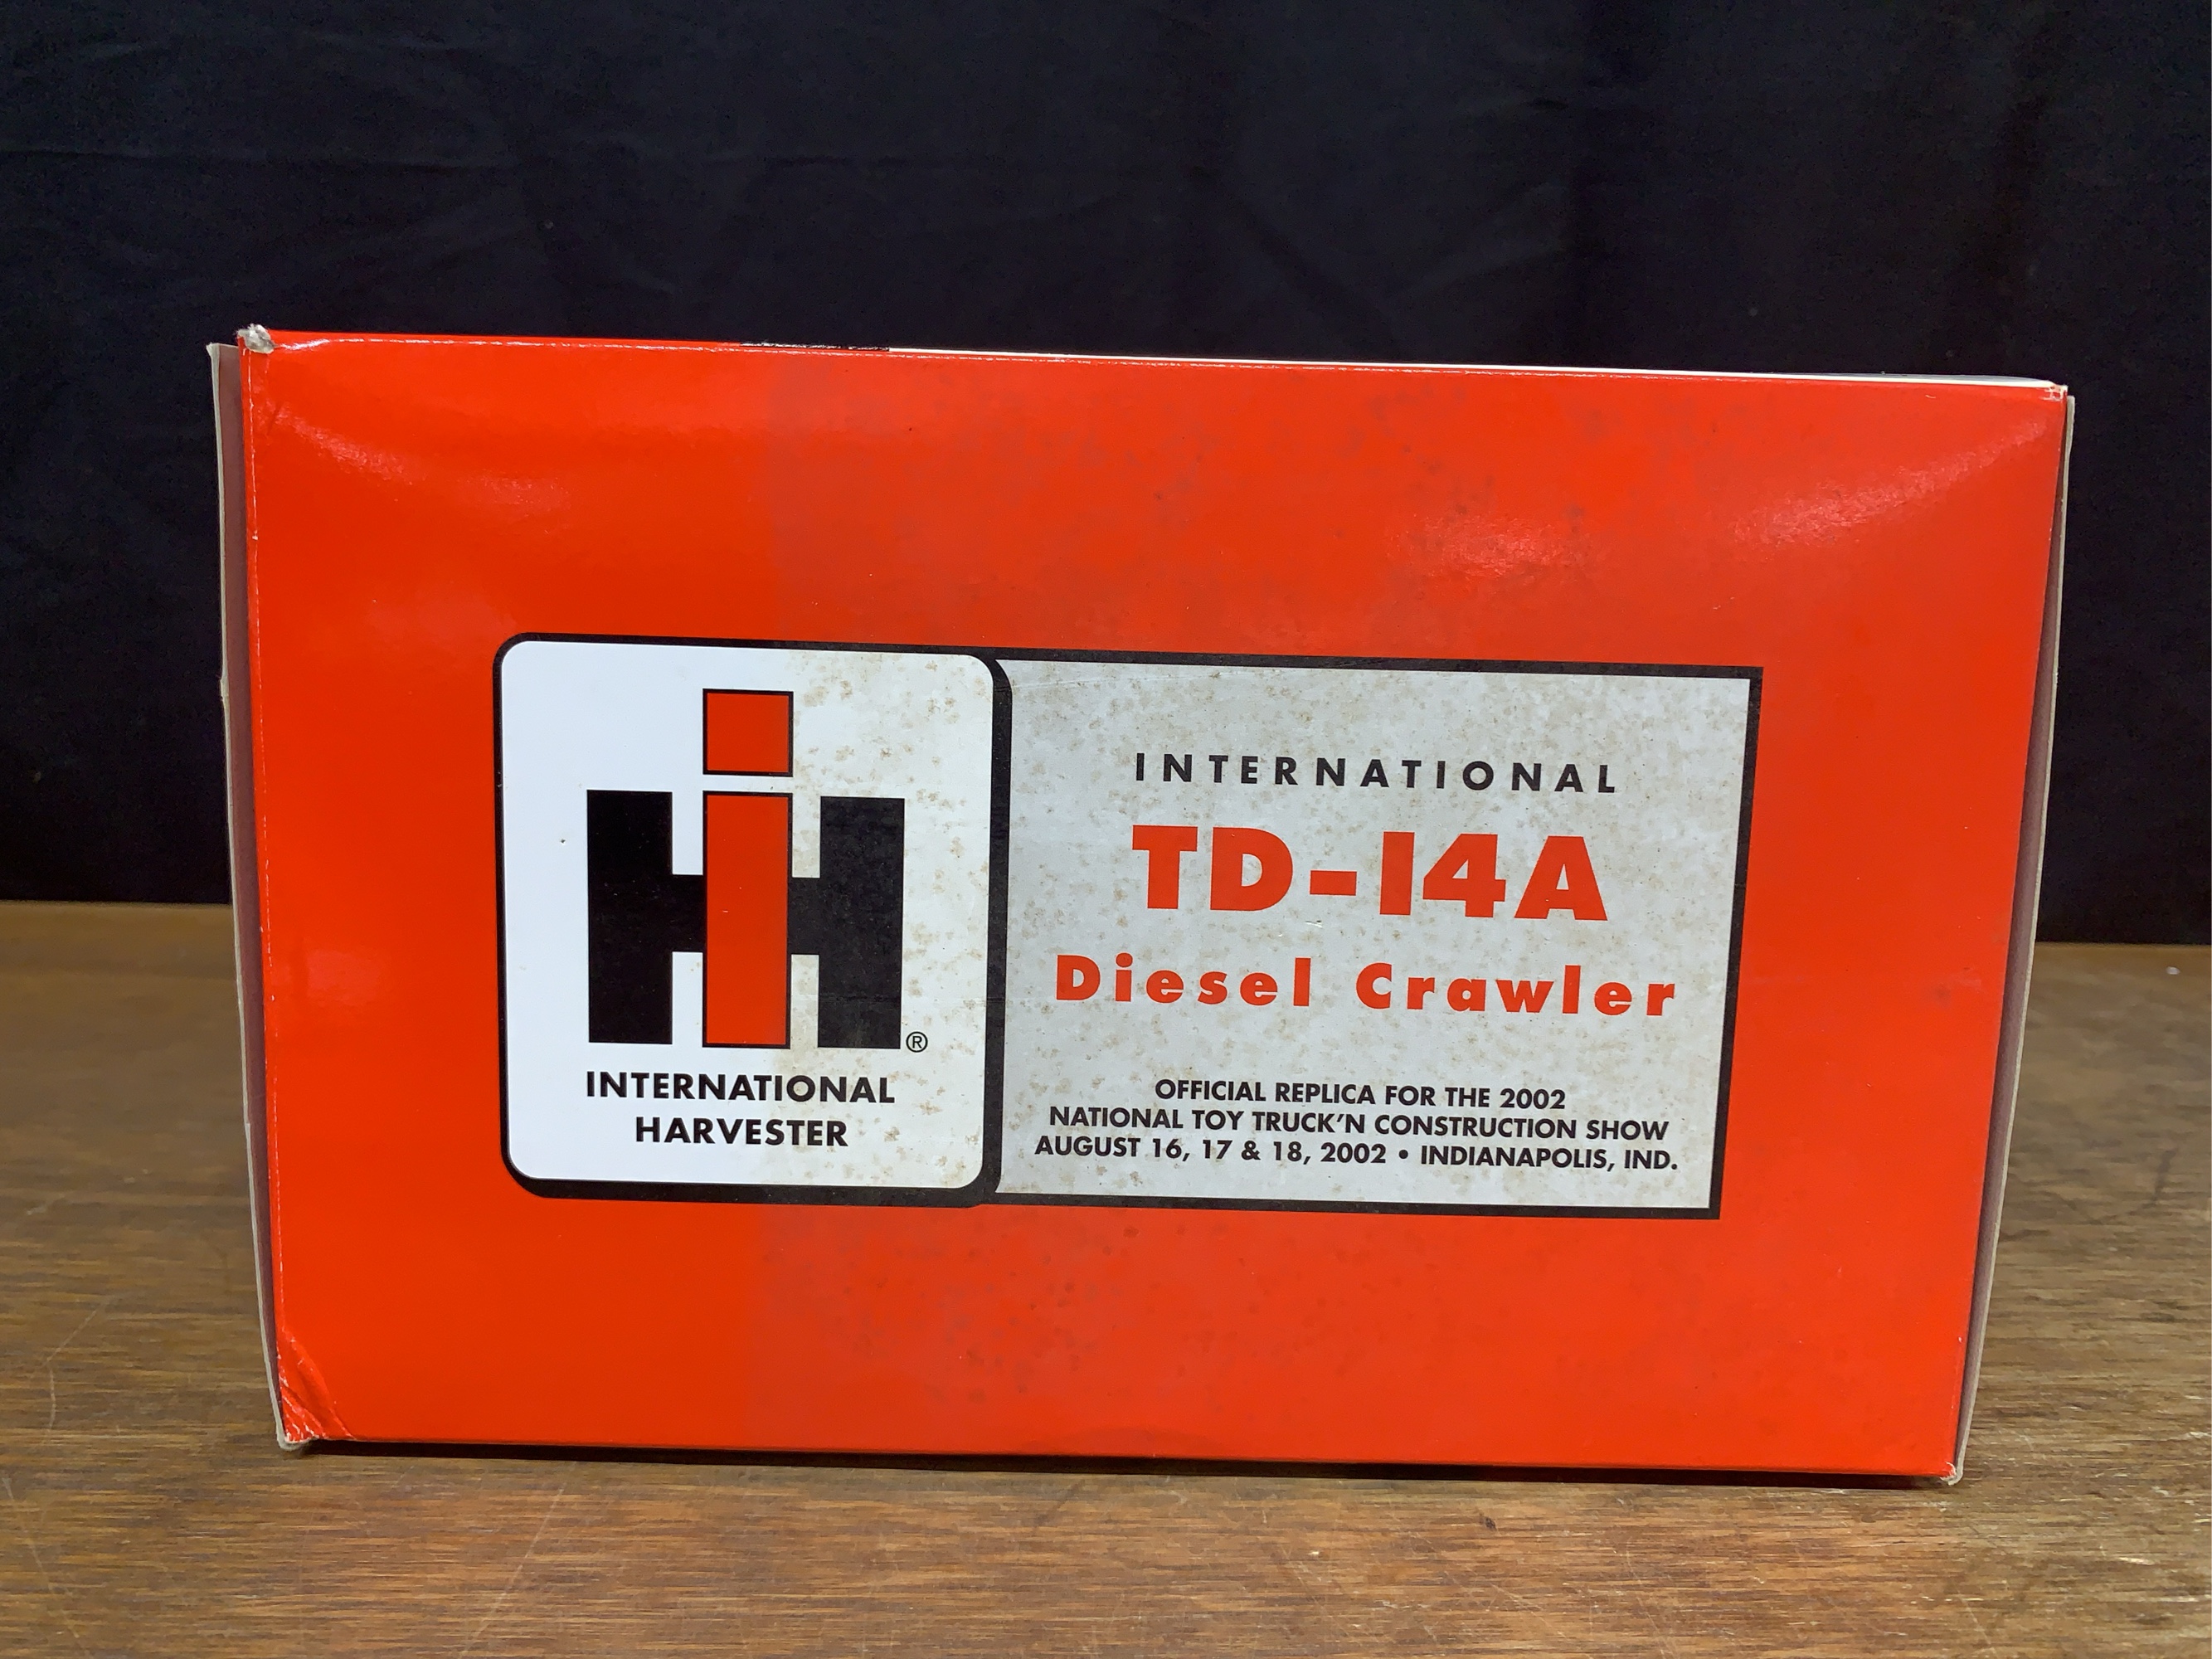 iH®
INTERNATIONAL
HARVESTER
INTERNATIONAL
TD-14A
Diesel Crawler
OFFICIAL REPLICA FOR THE 2002
NATIONAL TOY TRUCK'N CONSTRUCTION SHOW
AUGUST 16, 17 & 18, 2002 • INDIANAPOLIS, IND.